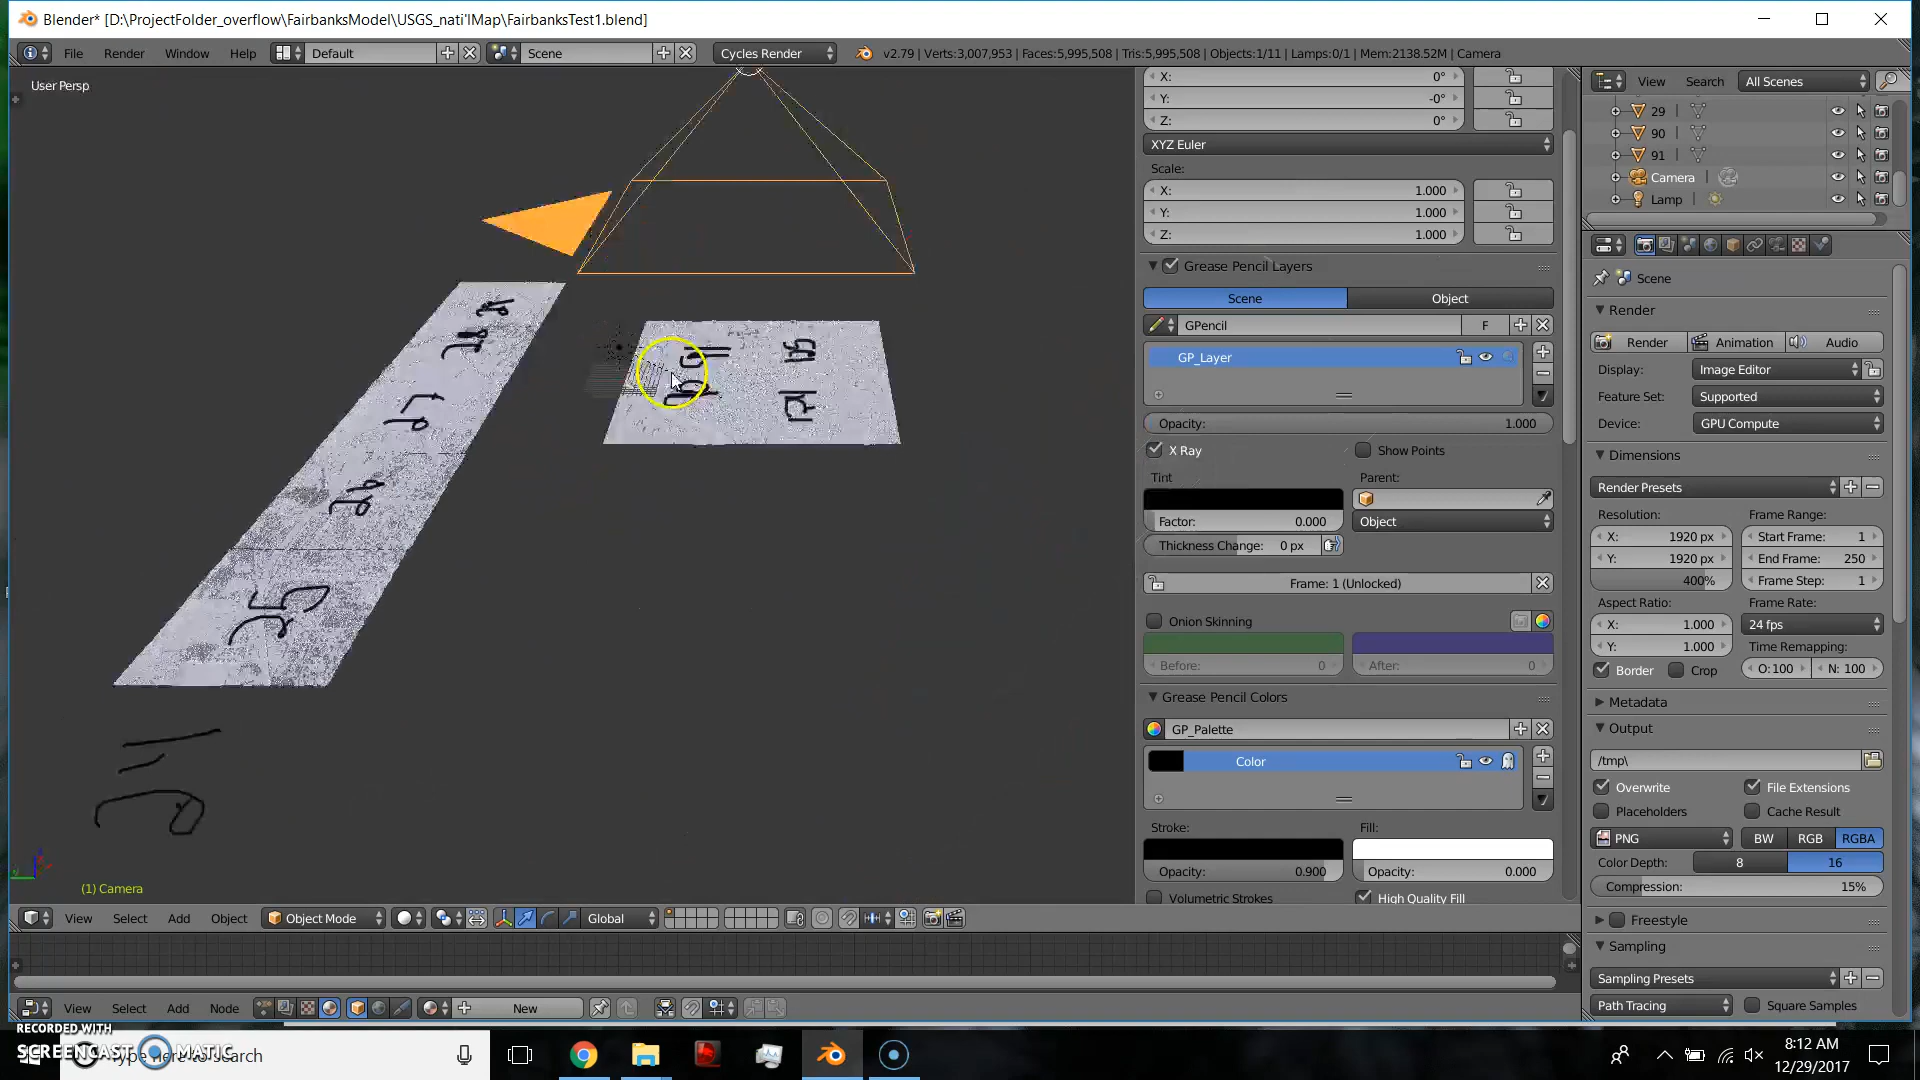 Blender* [D:\ProjectFolder_overflow\FairbanksModel\USGS_nati'lMap\FairbanksTest1.blend]
File Render Window Help Default Scene Cycles Render v2.79 | Verts:3,007,953 | Faces:5,995,508 | Tris:5,995,508 | Objects:1/11 | Lamps:0/1 | Mem:2138.52M | Camera
User Persp
(1) Camera
View Select Add Object Object Mode Global
View Select Add Node New
X: 0°
Y: -0°
Z: 0°
XYZ Euler
Scale:
X: 1.000
Y: 1.000
Z: 1.000
Grease Pencil Layers
Scene Object
GPencil F
GP_Layer
Opacity: 1.000
X Ray Show Points
Tint Parent:
Factor: 0.000 Object
Thickness Change: 0 px
Frame: 1 (Unlocked)
Onion Skinning
Before: 0 After: 0
Grease Pencil Colors
GP_Palette
Color
Stroke: Fill:
Opacity: 0.900 Opacity: 0.000
Volumetric Strokes High Quality Fill
View Search All Scenes
29
90
91
Camera
Lamp
Scene
Render
Render Animation Audio
Display: Image Editor
Feature Set: Supported
Device: GPU Compute
Dimensions
Render Presets
Resolution: Frame Range:
X: 1920 px Start Frame: 1
Y: 1920 px End Frame: 250
400% Frame Step: 1
Aspect Ratio: Frame Rate:
X: 1.000 24 fps
Y: 1.000 Time Remapping:
Border Crop O:100 N: 100
Metadata
Output
/tmp\
Overwrite File Extensions
Placeholders Cache Result
PNG BW RGB RGBA
Color Depth: 8 16
Compression: 15%
Freestyle
Sampling
Sampling Presets
Path Tracing Square Samples
RECORDED WITH
SCREENCAST MATIC
Type here to search
8:12 AM
12/29/2017